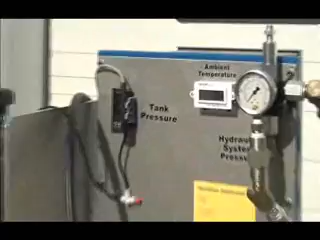 Ambient
Temperature
Tank
Pressure
Hydraulic
System
Pressure